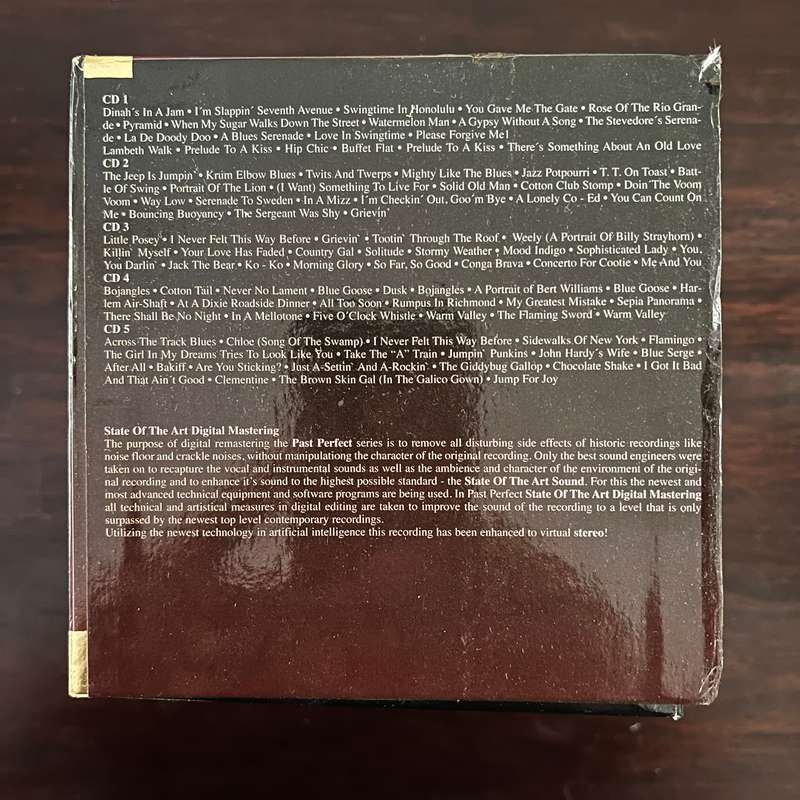 CD 1
Dinah´s In A Jam • I´m Slappin´ Seventh Avenue • Swingtime In Honolulu • You Gave Me The Gate • Rose Of The Rio Gran-
de • Pyramid • When My Sugar Walks Down The Street • Watermelon Man • A Gypsy Without A Song • The Stevedore´s Serena-
de • La De Doody Doo • A Blues Serenade • Love In Swingtime • Please Forgive Me1
Lambeth Walk • Prelude To A Kiss • Hip Chic • Buffet Flat • Prelude To A Kiss • There´s Something About An Old Love
CD 2
The Jeep Is Jumpin´ • Krum Elbow Blues • Twits And Twerps • Mighty Like The Blues • Jazz Potpourri • T. T. On Toast • Batt-
le Of Swing • Portrait Of The Lion • (I Want) Something To Live For • Solid Old Man • Cotton Club Stomp • Doin´The Voom
Voom • Way Low • Serenade To Sweden • In A Mizz • I´m Checkin´ Out, Goo´m Bye • A Lonely Co - Ed • You Can Count On
Me • Bouncing Buoyancy • The Sergeant Was Shy • Grievin´
CD 3
Little Posey • I Never Felt This Way Before • Grievin´ • Tootin´ Through The Roof • Weely (A Portrait Of Billy Strayhorn) •
Killin´ Myself • Your Love Has Faded • Country Gal • Solitude • Stormy Weather • Mood Indigo • Sophisticated Lady • You,
You Darlin´ • Jack The Bear • Ko - Ko • Morning Glory • So Far, So Good • Conga Brava • Concerto For Cootie • Me And You
CD 4
Bojangles • Cotton Tail • Never No Lament • Blue Goose • Dusk • Bojangles • A Portrait of Bert Williams • Blue Goose • Har-
lem Air-Shaft • At A Dixie Roadside Dinner • All Too Soon • Rumpus In Richmond • My Greatest Mistake • Sepia Panorama •
There Shall Be No Night • In A Mellotone • Five O´Clock Whistle • Warm Valley • The Flaming Sword • Warm Valley
CD 5
Across The Track Blues • Chloe (Song Of The Swamp) • I Never Felt This Way Before • Sidewalks Of New York • Flamingo •
The Girl In My Dreams Tries To Look Like You • Take The “A” Train • Jumpin´ Punkins • John Hardy´s Wife • Blue Serge •
After All • Bakiff • Are You Sticking? • Just A-Settin´ And A-Rockin´ • The Giddybug Gallop • Chocolate Shake • I Got It Bad
And That Ain´t Good • Clementine • The Brown Skin Gal (In The Galico Gown) • Jump For Joy
State Of The Art Digital Mastering
The purpose of digital remastering the Past Perfect series is to remove all disturbing side effects of historic recordings like
noise floor and crackle noises, without manipulationg the character of the original recording. Only the best sound engineers were
taken on to recapture the vocal and instrumental sounds as well as the ambience and character of the environment of the origi-
nal recording and to enhance it´s sound to the highest possible standard - the State Of The Art Sound. For this the newest and
most advanced technical equipment and software programs are being used. In Past Perfect State Of The Art Digital Mastering
all technical and artistical measures in digital editing are taken to improve the sound of the recording to a level that is only
surpassed by the newest top level contemporary recordings.
Utilizing the newest technology in artificial intelligence this recording has been enhanced to virtual stereo!